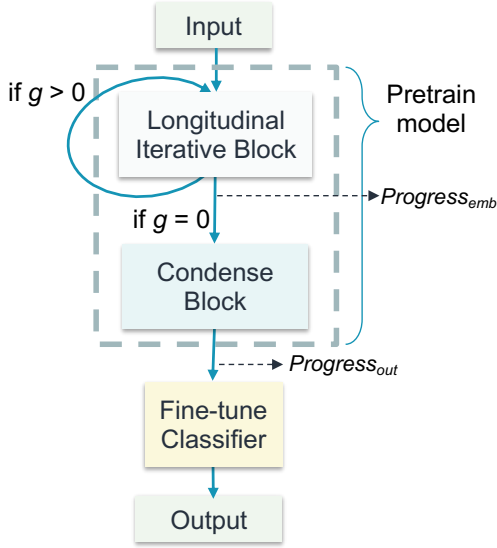 Input
if g > 0
Pretrain
model
Longitudinal
Iterative Block
Progressemb
if g = 0
Condense
Block
Progressout
Fine-tune
Classifier
Output